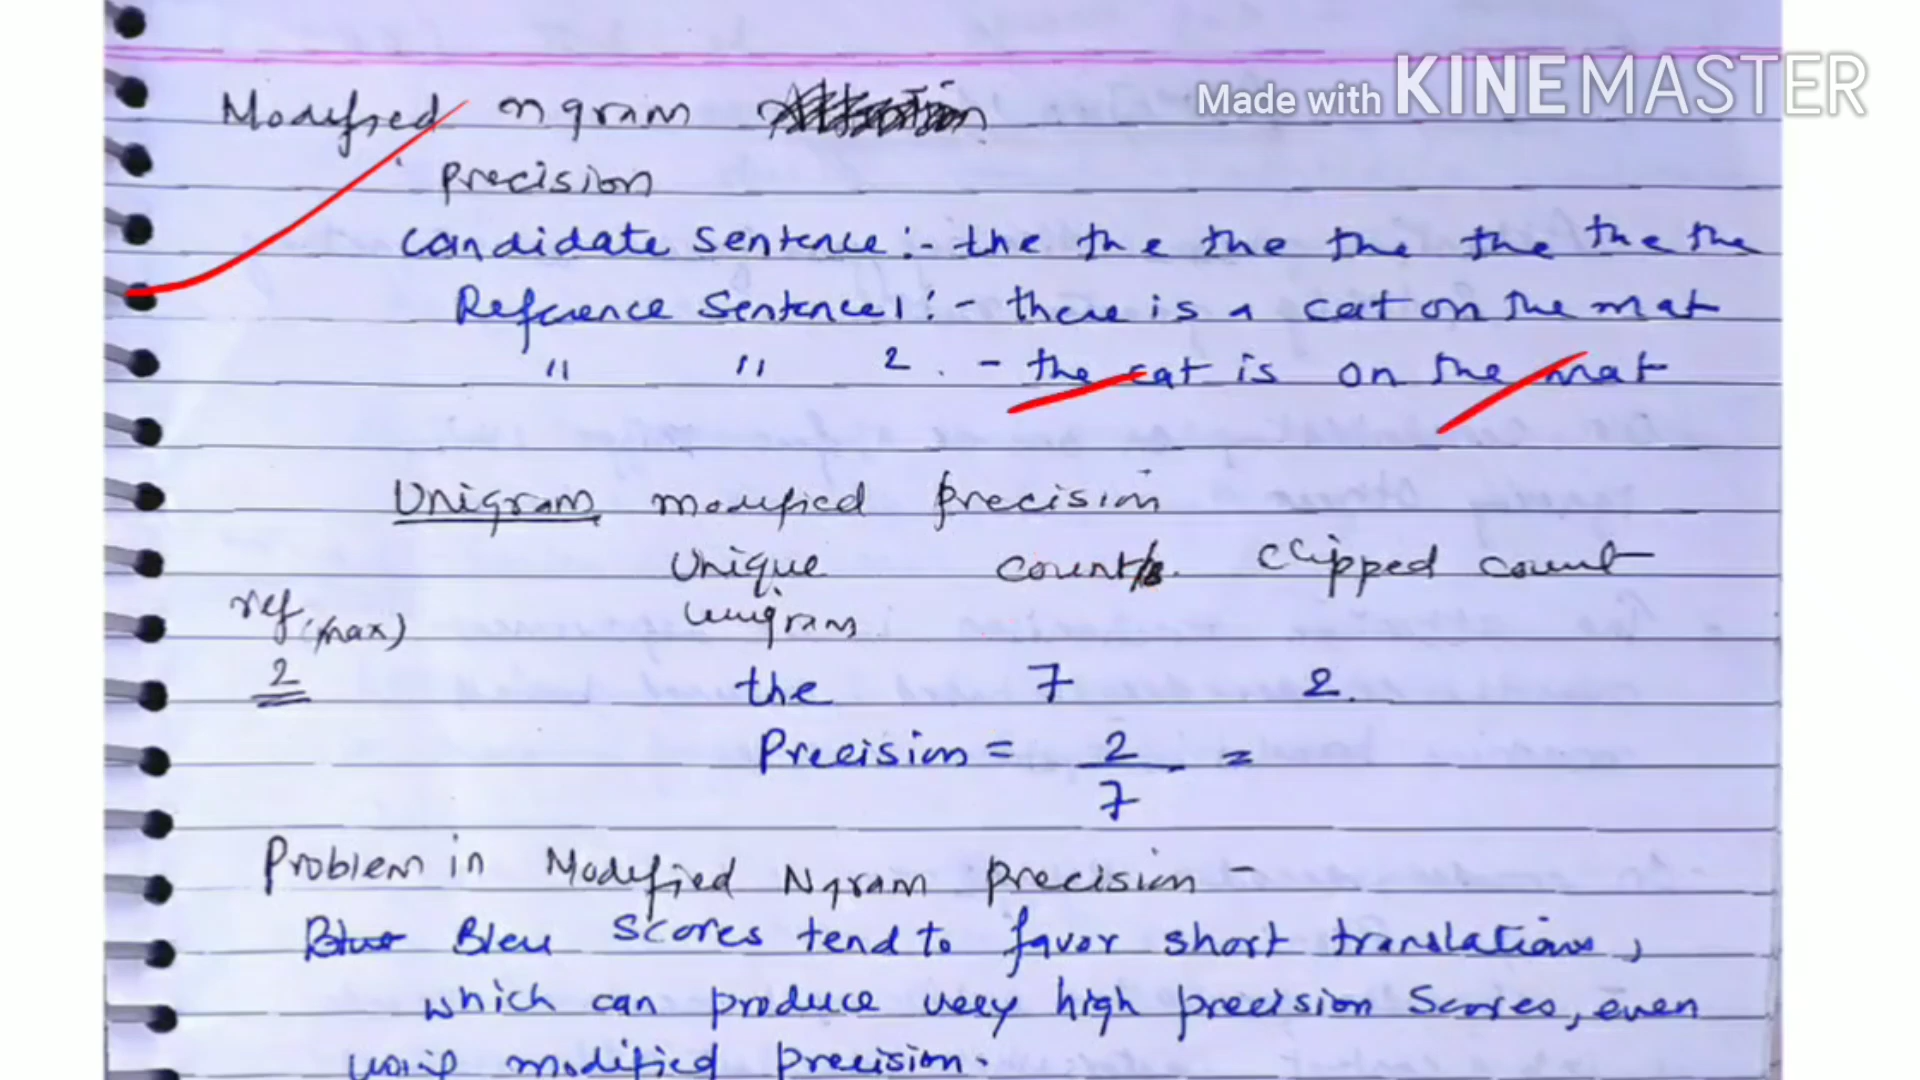 Made with KINEMASTER
Modified n gram
precision
Candidate Sentence :- the the the the the the the
Reference Sentence 1 :- there is a cat on the mat
" " 2. - the cat is on the mat
Unigram modified precision
Unique count clipped count
ref(max) unigram
2 the 7 2.
Precision = 2/7 =
Problem in Modified Ngram precision -
Bleu scores tend to favor short translations,
which can produce very high precision scores, even
using modified precision.